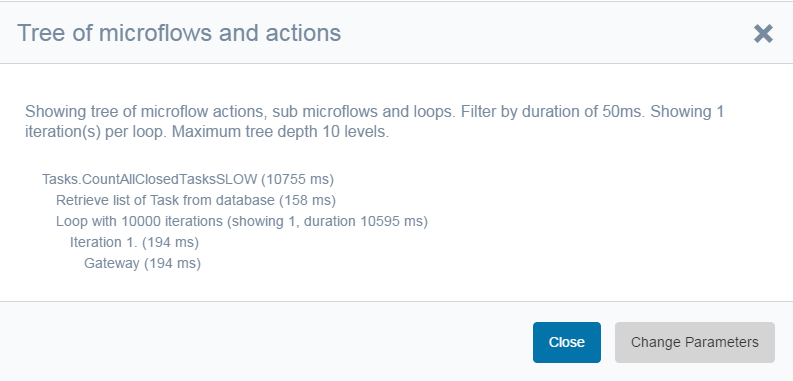 Tree of microflows and actions
Showing tree of microflow actions, sub microflows and loops. Filter by duration of 50ms. Showing 1
iteration(s) per loop. Maximum tree depth 10 levels.
Tasks.CountAllClosedTasksSLOW (10755 ms)
Retrieve list of Task from database (158 ms)
Loop with 10000 iterations (showing 1, duration 10595 ms)
Iteration 1. (194 ms)
Gateway (194 ms)
Close
Change Parameters